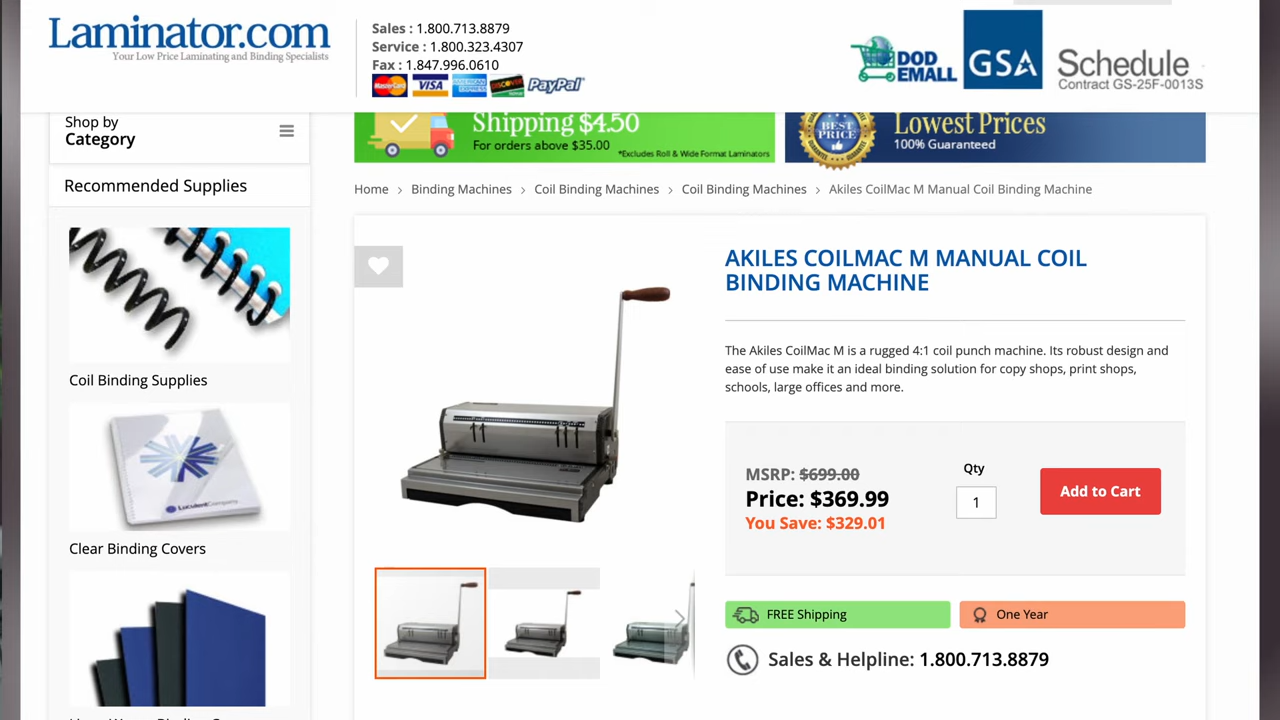 Laminator.com
Your Low Price Laminating and Binding Specialists
Sales : 1.800.713.8879
Service : 1.800.323.4307
Fax : 1.847.996.0610
MasterCard VISA AMERICAN EXPRESS DISCOVER PayPal
DOD EMALL
GSA
Schedule
Contract GS-25F-0013S
Shop by
Category
Shipping $4.50
For orders above $35.00
*Excludes Roll & Wide Format Laminators
BEST PRICE
Lowest Prices
100% Guaranteed
Recommended Supplies
Home > Binding Machines > Coil Binding Machines > Coil Binding Machines > Akiles CoilMac M Manual Coil Binding Machine
Coil Binding Supplies
LuculentCompany
Clear Binding Covers
AKILES COILMAC M MANUAL COIL
BINDING MACHINE
The Akiles CoilMac M is a rugged 4:1 coil punch machine. Its robust design and
ease of use make it an ideal binding solution for copy shops, print shops,
schools, large offices and more.
MSRP: $699.00
Price: $369.99
You Save: $329.01
Qty
1
Add to Cart
FREE Shipping
One Year
Sales & Helpline: 1.800.713.8879